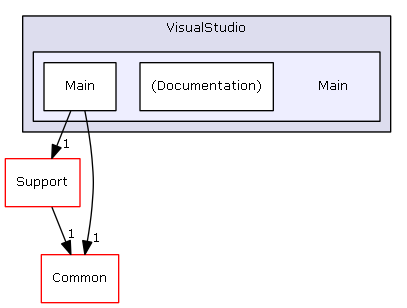 VisualStudio
Main
(Documentation)
Main
1
Support
1
1
Common